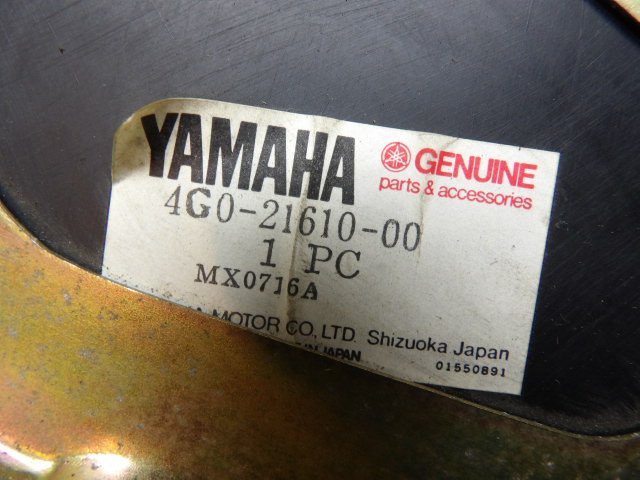 YAMAHA
GENUINE
parts & accessories
4G0-21610-00
1 PC
MX0716A
MOTOR CO., LTD. Shizuoka Japan
JAPAN
01550891